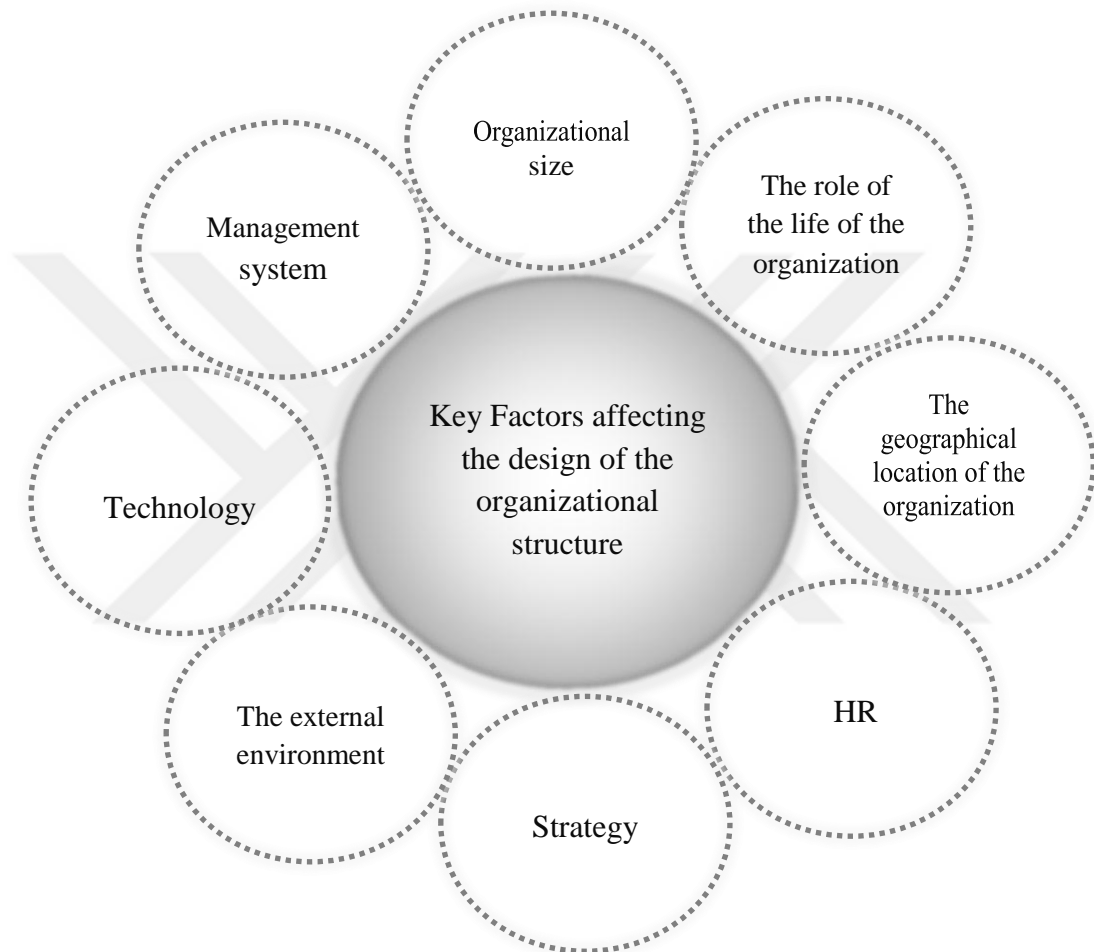 Organizational
size
The role of
the life of the
organization
Management
system
The
geographical
location of the
organization
Key Factors affecting
the design of the
organizational
structure
Technology
HR
The external
environment
Strategy